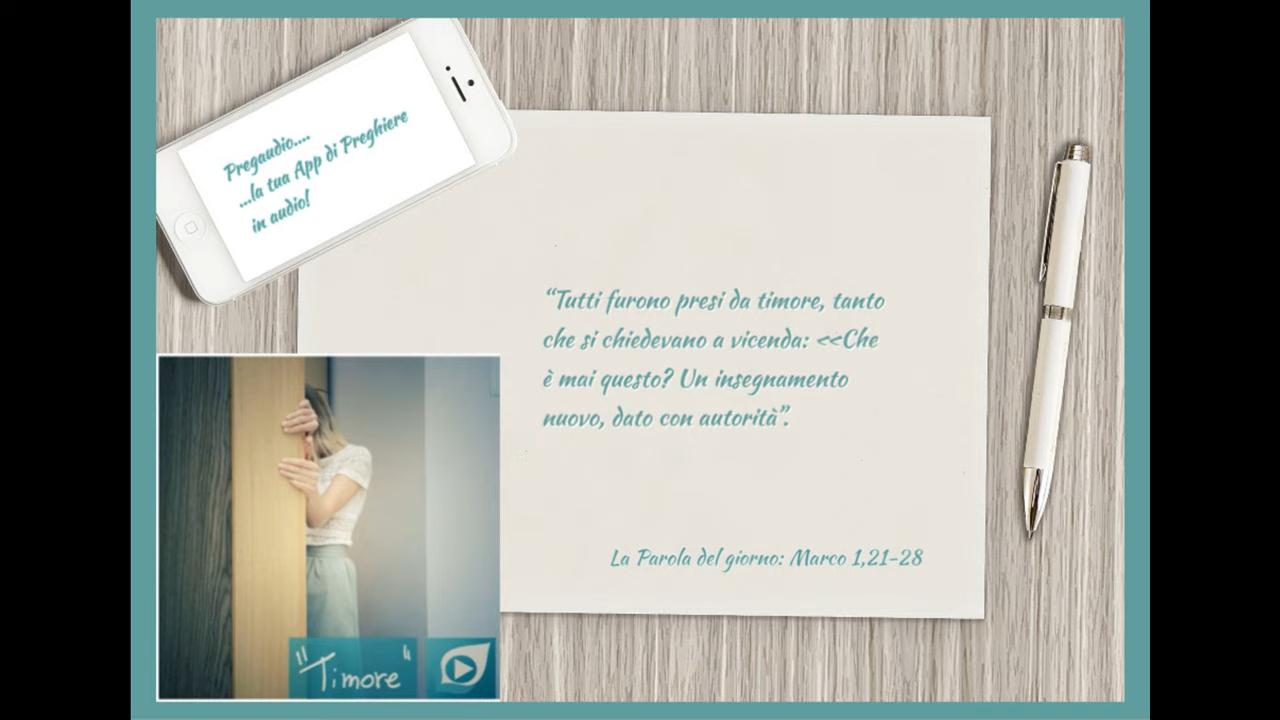 Pregaudio....
...la tua App di Preghiere
in audio!
“Tutti furono presi da timore, tanto
che si chiedevano a vicenda: <<Che
è mai questo? Un insegnamento
nuovo, dato con autorità”.
La Parola del giorno: Marco 1,21-28
"Timore"